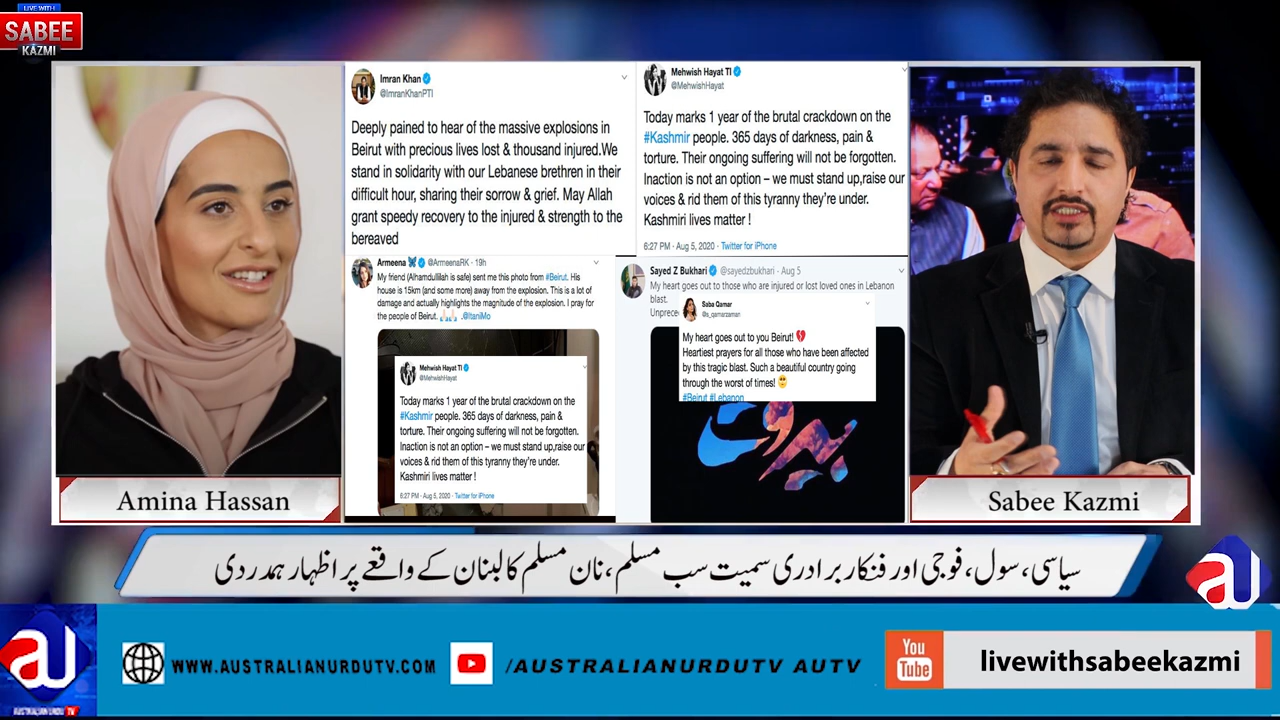 LIVE WITH
SABEE
KAZMI
Imran Khan
@ImranKhanPTI
Deeply pained to hear of the massive explosions in
Beirut with precious lives lost & thousand injured.We
stand in solidarity with our Lebanese brethren in their
difficult hour, sharing their sorrow & grief. May Allah
grant speedy recovery to the injured & strength to the
bereaved
Mehwish Hayat TI
@MehwishHayat
Today marks 1 year of the brutal crackdown on the
#Kashmir people. 365 days of darkness, pain &
torture. Their ongoing suffering will not be forgotten.
Inaction is not an option – we must stand up,raise our
voices & rid them of this tyranny they're under.
Kashmiri lives matter !
6:27 PM · Aug 5, 2020 · Twitter for iPhone
Armeena @ArmeenaRK · 19h
My friend (Alhamdullilah is safe) sent me this photo from #Beirut. His
house is 15km (and some more) away from the explosion. This is a lot of
damage and actually highlights the magnitude of the explosion. I pray for
the people of Beirut. 🙏🏻 .@ItaniMo
Mehwish Hayat TI
@MehwishHayat
Today marks 1 year of the brutal crackdown on the
#Kashmir people. 365 days of darkness, pain &
torture. Their ongoing suffering will not be forgotten.
Inaction is not an option – we must stand up,raise our
voices & rid them of this tyranny they're under.
Kashmiri lives matter !
6:27 PM · Aug 5, 2020 · Twitter for iPhone
Sayed Z Bukhari @sayedzbukhari · Aug 5
My heart goes out to those who are injured or lost loved ones in Lebanon
blast.
Saba Qamar
@s_qamarzaman
My heart goes out to you Beirut! 💔
Heartiest prayers for all those who have been affected
by this tragic blast. Such a beautiful country going
through the worst of times! 🥺
#Beirut #Lebanon
بيروت
Amina Hassan
Sabee Kazmi
سیاسی، سول، فوجی اور فنکار برادری سمیت سب مسلم، نان مسلم کا لبنان کے واقعے پر اظہار ہمدردی
au
au
AUSTRALIAN URDU TV
WWW.AUSTRALIANURDUTV.COM
/AUSTRALIANURDUTV AUTV
You
Tube
livewithsabeekazmi